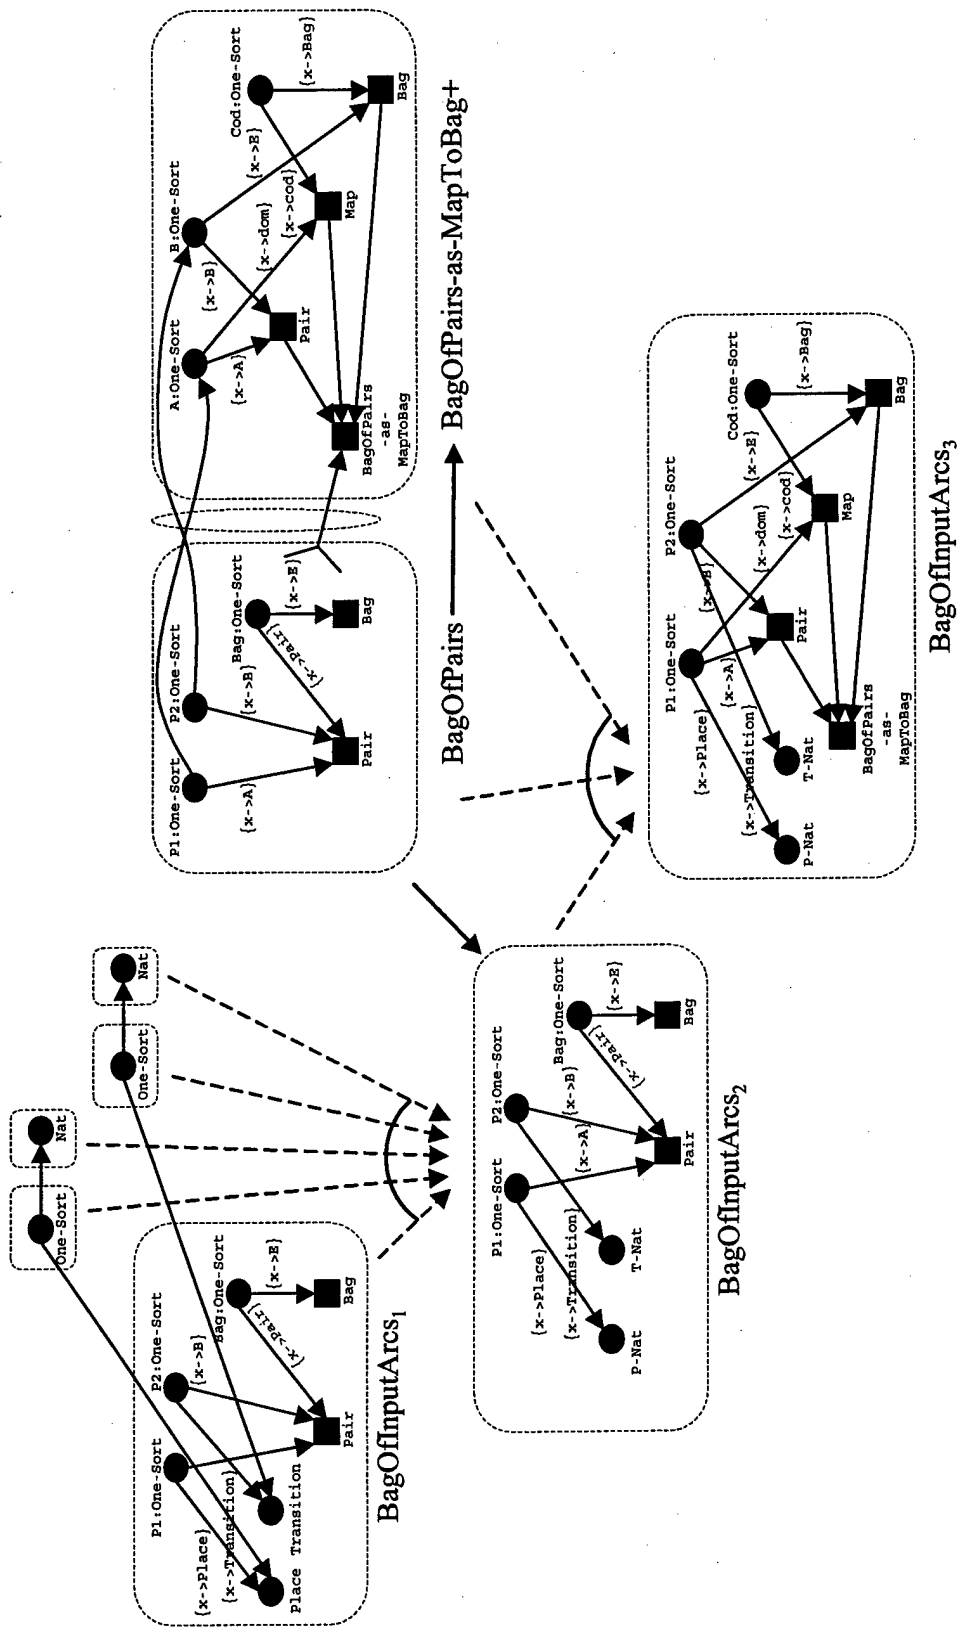 One-Sort
Nat
One-Sort
Nat
P1:One-Sort
P2:One-Sort
Bag:One-Sort
{x->Place}
{x->Transition}
{x->B}
{x->Pair}
{x->E}
Place
Transition
Pair
Bag
BagOfInputArcs1
P1:One-Sort
P2:One-Sort
Bag:One-Sort
{x->A}
{x->B}
{x->Pair}
{x->E}
Pair
Bag
BagOfPairs
A:One-Sort
B:One-Sort
Cod:One-Sort
{x->A}
{x->B}
{x->dom}
{x->cod}
{x->E}
{x->Bag}
Pair
Map
Bag
BagOfPairs
-as-
MapToBag
BagOfPairs-as-MapToBag+
P1:One-Sort
P2:One-Sort
Bag:One-Sort
{x->Place}
{x->Transition}
{x->A}
{x->B}
{x->Pair}
{x->E}
P-Nat
T-Nat
Pair
Bag
BagOfInputArcs2
P1:One-Sort
P2:One-Sort
Cod:One-Sort
{x->Place}
{x->Transition}
{x->A}
{x->B}
{x->dom}
{x->cod}
{x->E}
{x->Bag}
P-Nat
T-Nat
Pair
Map
Bag
BagOfPairs
-as-
MapToBag
BagOfInputArcs3